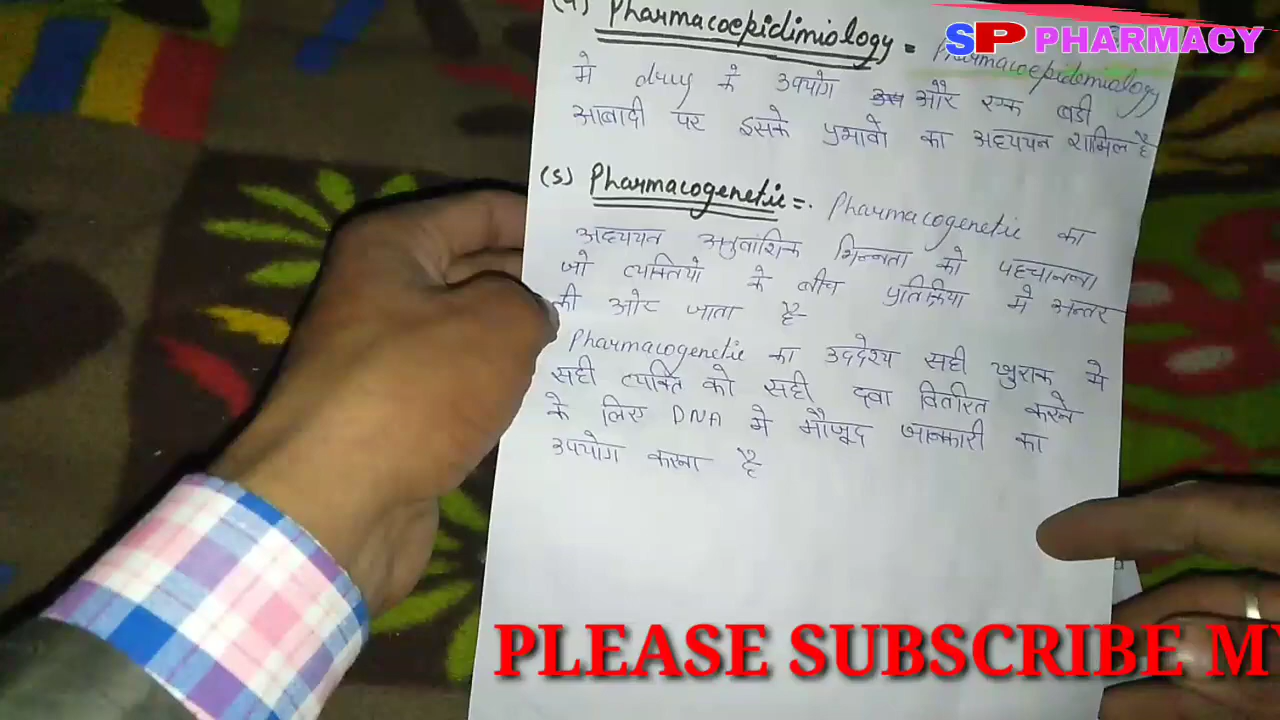 (4) Pharmacoepidimiology = Pharmacoepidemiology
SP PHARMACY
मे drug के उपयोग और एक बडी
आबादी पर इसके प्रभावो का अध्ययन शामिल है
(5) Pharmacogenetic =. Pharmacogenetic का
अध्ययन अनुवांशिक भिन्नता को पहचानना
जो व्यक्तियो के बीच प्रतिक्रिया मे अन्तर
की ओर जाता है
Pharmacogenetic का उददेश्य सही खुराक मे
सही व्यक्ति को सही दवा वितरित करने
के लिए DNA मे मौजूद जानकारी का
उपयोग करना है
PLEASE SUBSCRIBE MY